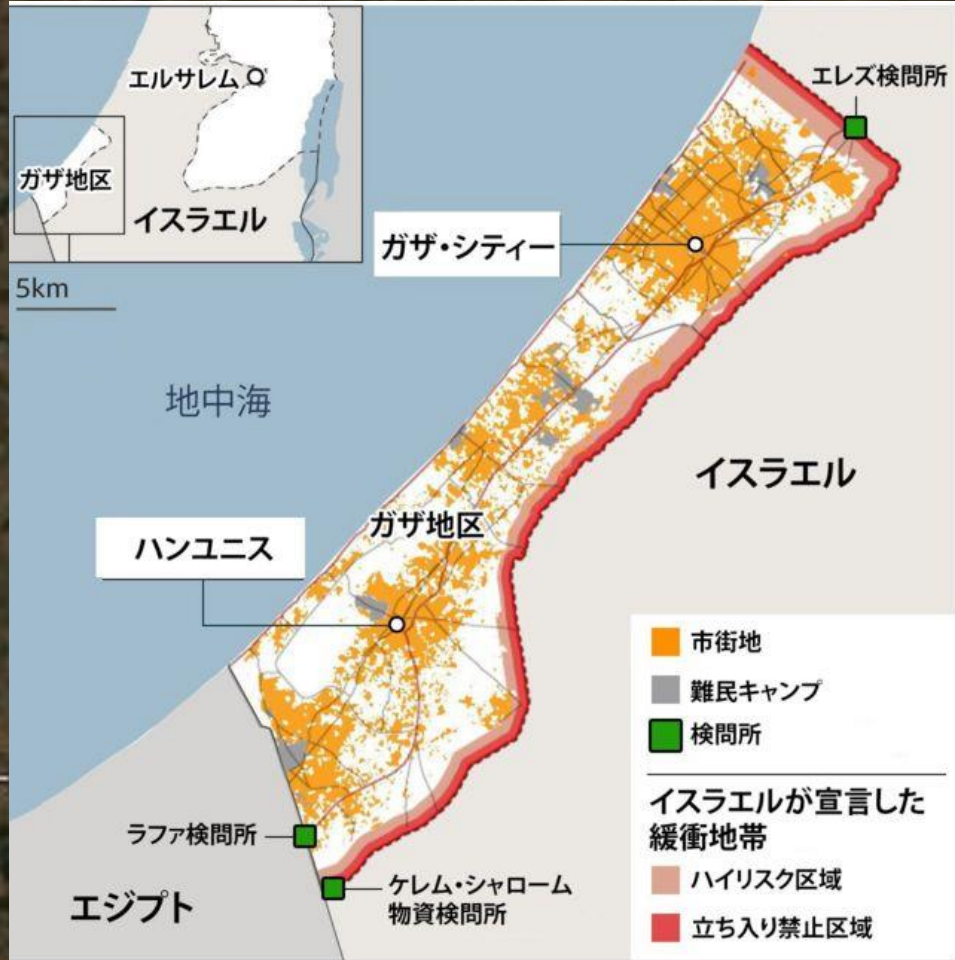 エルサレム
ガザ地区
イスラエル
5km
エレズ検問所
ガザ・シティー
地中海
イスラエル
ガザ地区
ハンユニス
市街地
難民キャンプ
検問所
イスラエルが宣言した
緩衝地帯
ハイリスク区域
立ち入り禁止区域
ラファ検問所
ケレム・シャローム
物資検問所
エジプト